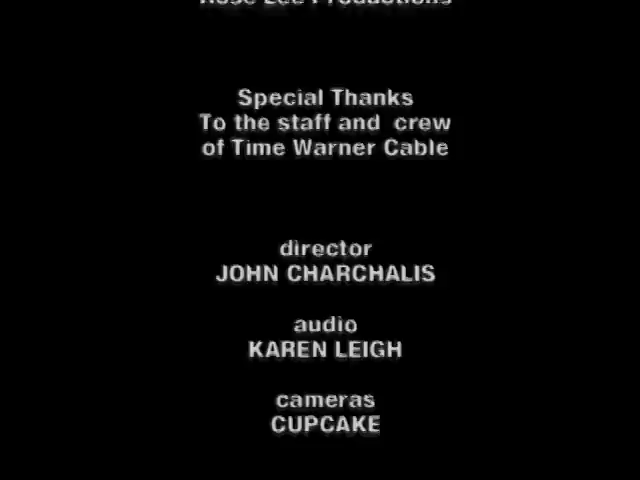 Productions
Special Thanks
To the staff and crew
of Time Warner Cable
director
JOHN CHARCHALIS
audio
KAREN LEIGH
cameras
CUPCAKE